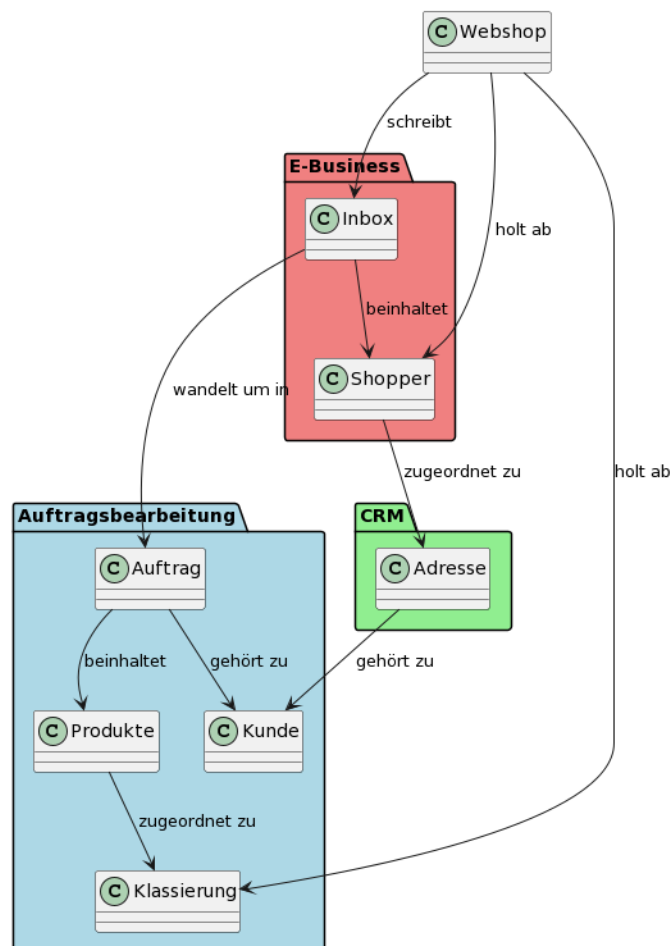 C Webshop
schreibt
E-Business
C Inbox
holt ab
beinhaltet
C Shopper
wandelt um in
zugeordnet zu
holt ab
Auftragsbearbeitung
CRM
C Auftrag
C Adresse
beinhaltet
gehört zu
gehört zu
C Produkte
C Kunde
zugeordnet zu
C Klassierung